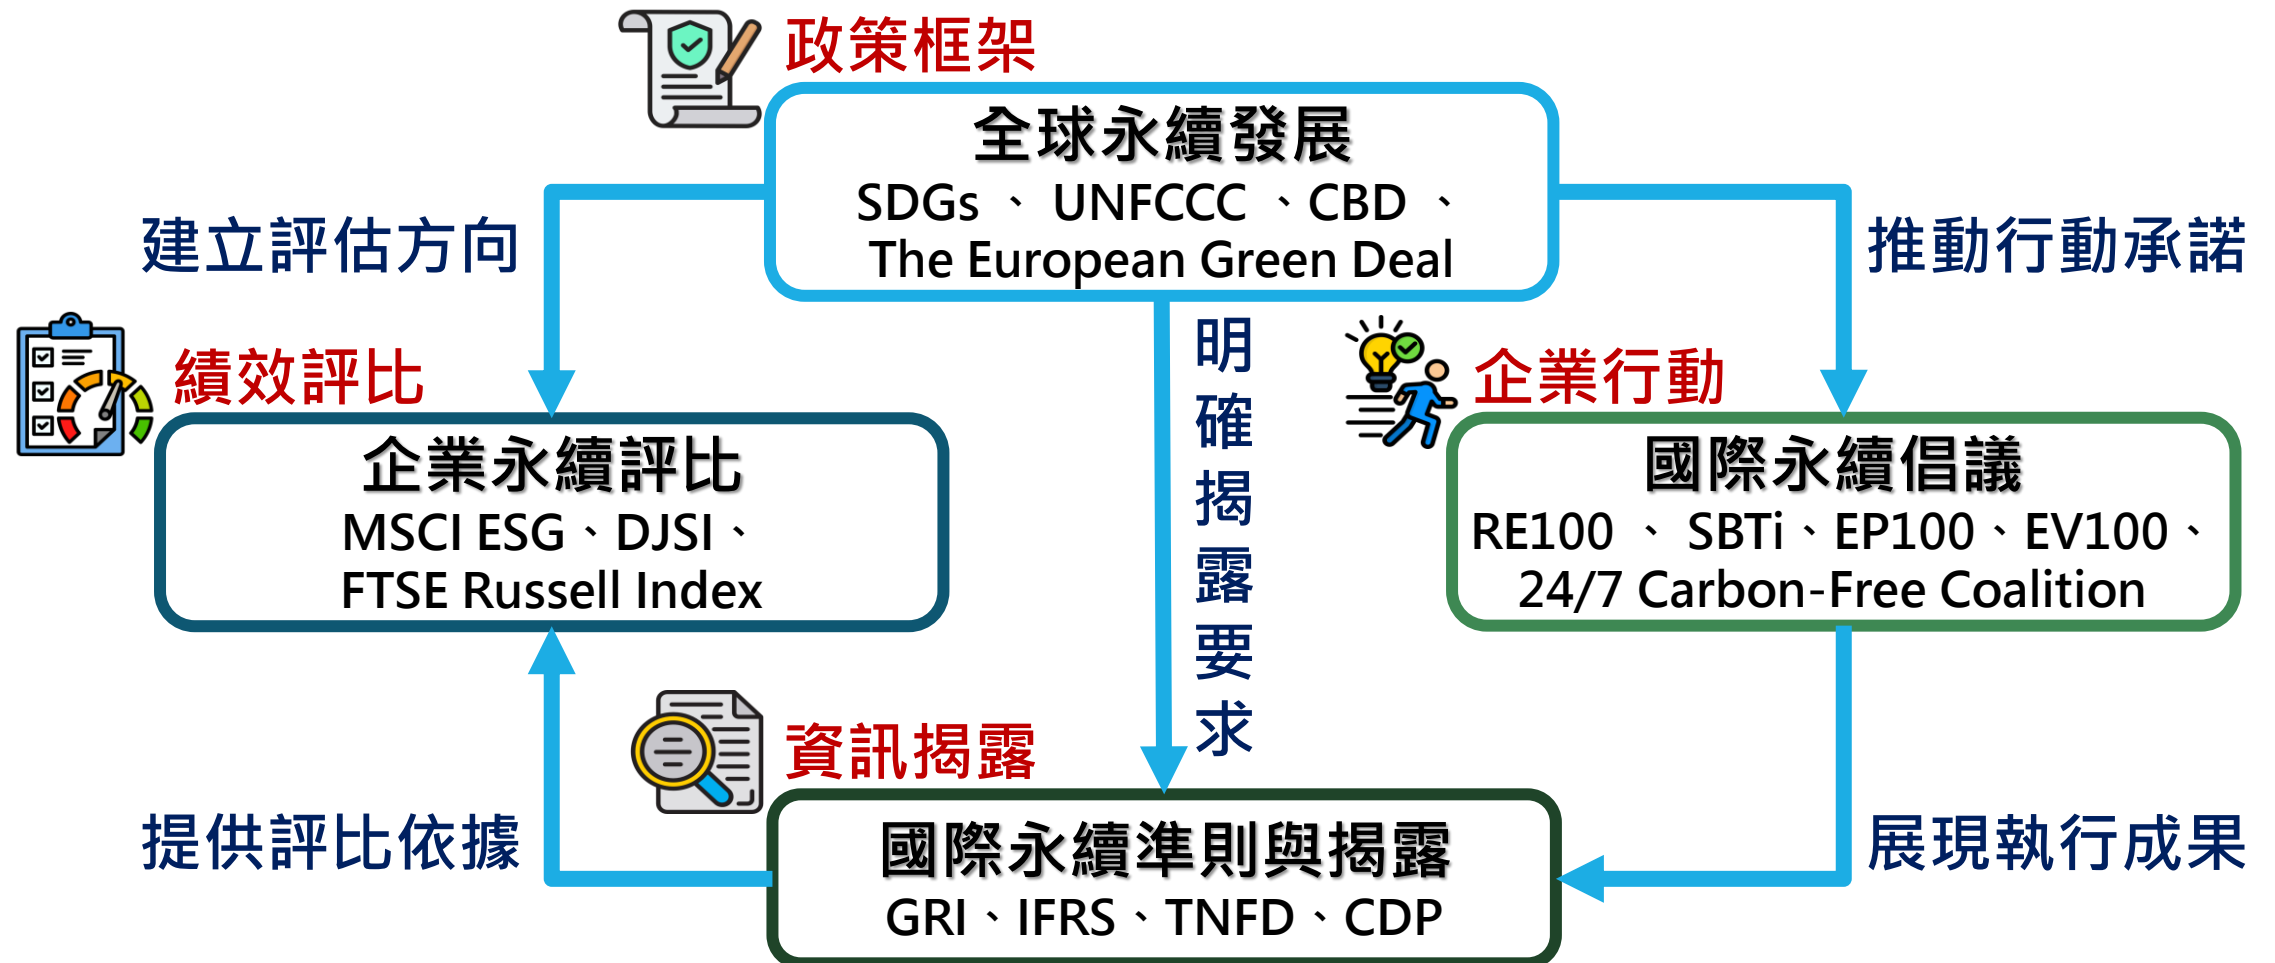 政策框架
全球永續發展
SDGs 、 UNFCCC 、CBD 、
The European Green Deal
建立評估方向
推動行動承諾
明確揭露要求
績效評比
企業永續評比
MSCI ESG、DJSI、
FTSE Russell Index
企業行動
國際永續倡議
RE100 、 SBTi、EP100、EV100、
24/7 Carbon-Free Coalition
資訊揭露
國際永續準則與揭露
GRI、IFRS、TNFD、CDP
提供評比依據
展現執行成果